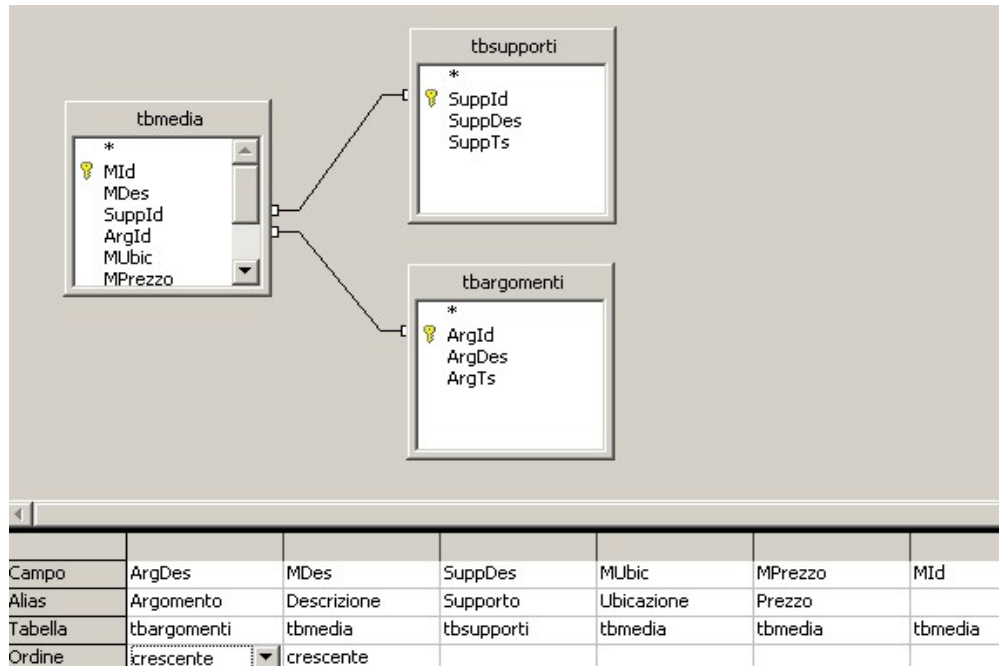 tbsupporti
*
SuppId
SuppDes
SuppTs
tbmedia
*
MId
MDes
SuppId
ArgId
MUbic
MPrezzo
tbargomenti
*
ArgId
ArgDes
ArgTs
Campo ArgDes MDes SuppDes MUbic MPrezzo MId
Alias Argomento Descrizione Supporto Ubicazione Prezzo
Tabella tbargomenti tbmedia tbsupporti tbmedia tbmedia tbmedia
Ordine crescente crescente